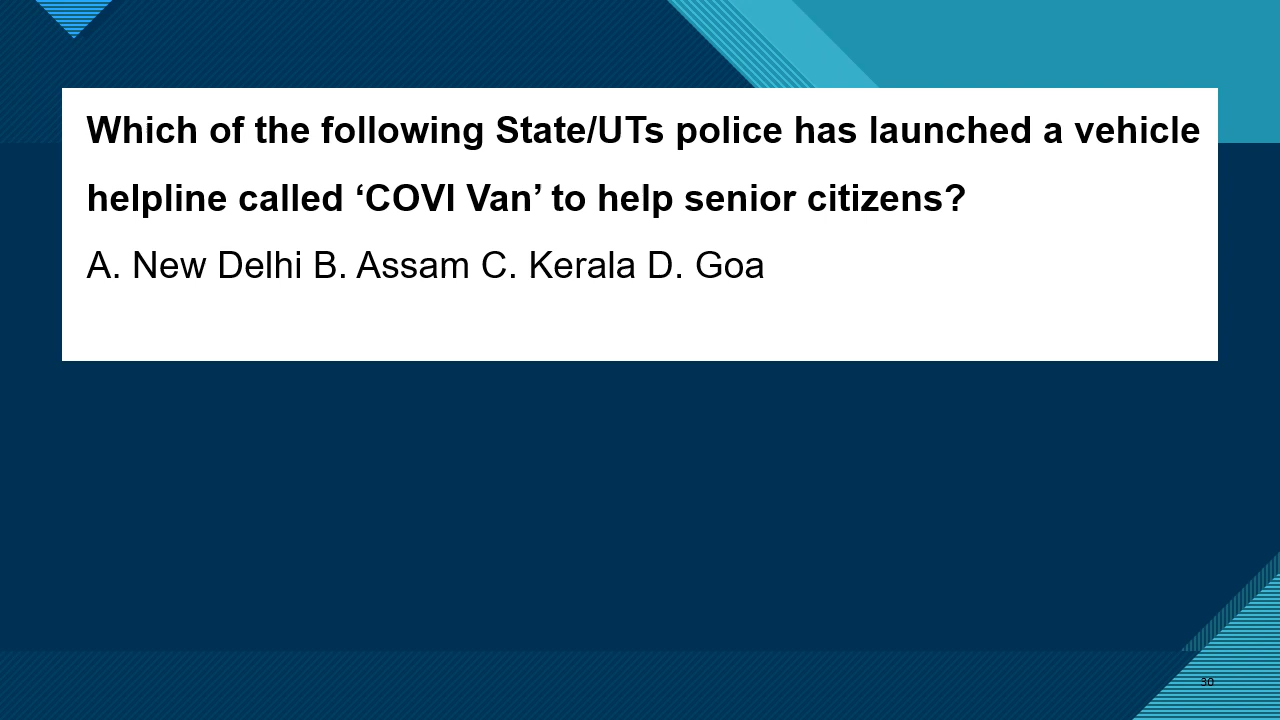 Which of the following State/UTs police has launched a vehicle
helpline called ‘COVI Van’ to help senior citizens?
A. New Delhi B. Assam C. Kerala D. Goa
30